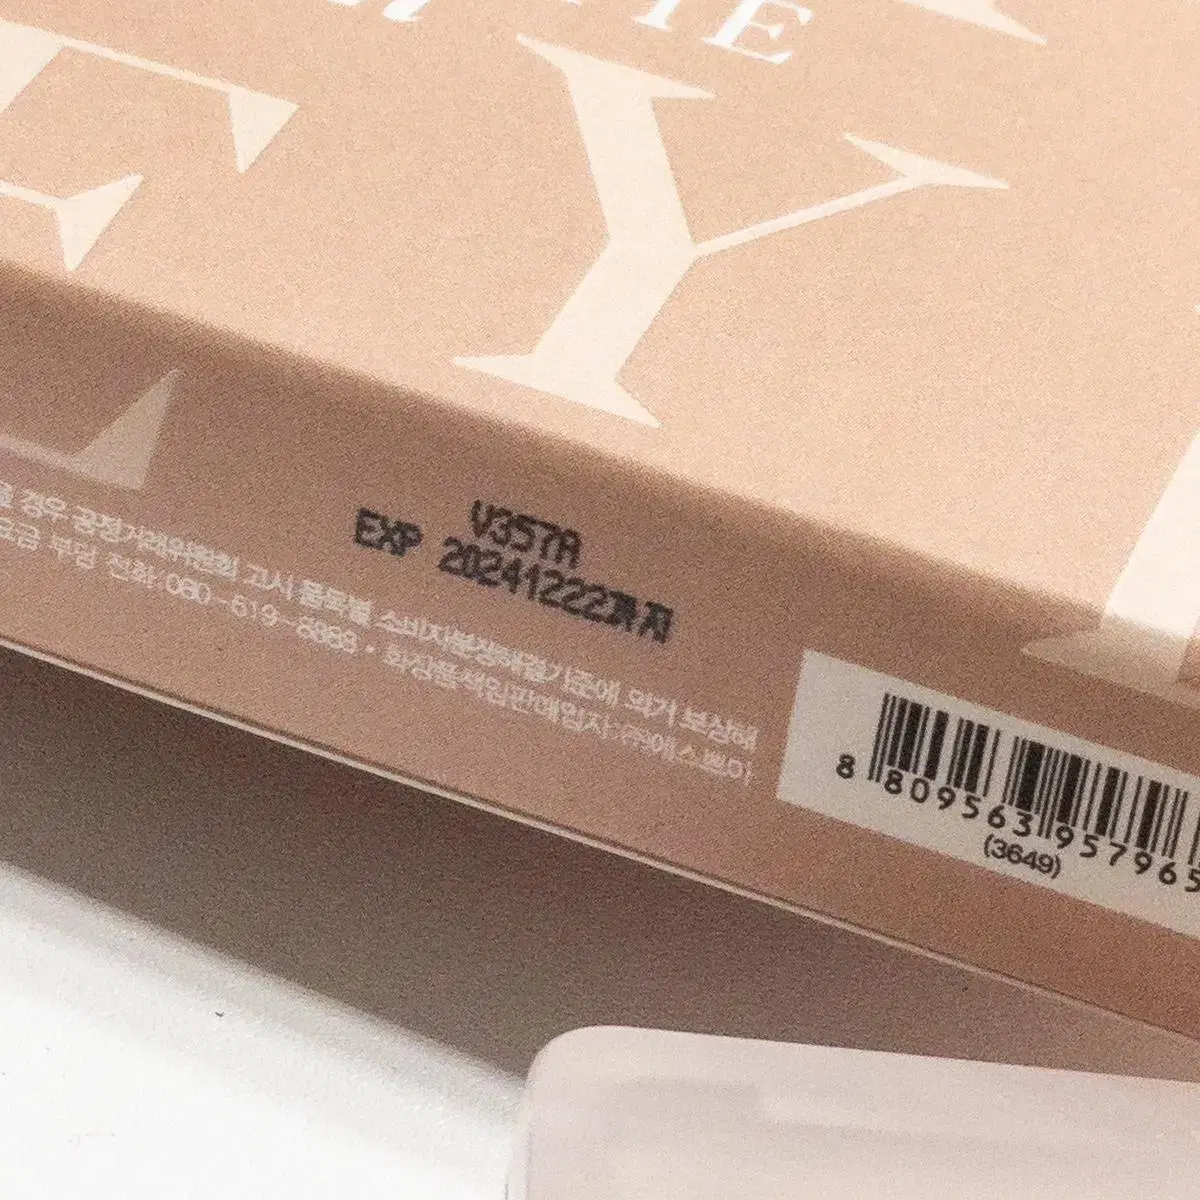 E Y
V357A
EXP 20241222까지
경우 공정거래위원회 고시 품목별 소비자분쟁해결기준에 의거 보상해
요금 부담 전화:080-
화장품책임판매업자:(주)에스쁘아
8 809563 957965
(3649)